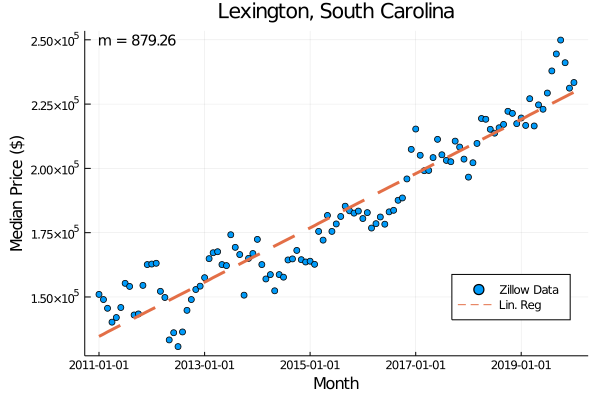 Lexington, South Carolina
m = 879.26
2.50×10⁵
2.25×10⁵
2.00×10⁵
1.75×10⁵
1.50×10⁵
Median Price ($)
Zillow Data
Lin. Reg
2011-01-01 2013-01-01 2015-01-01 2017-01-01 2019-01-01
Month